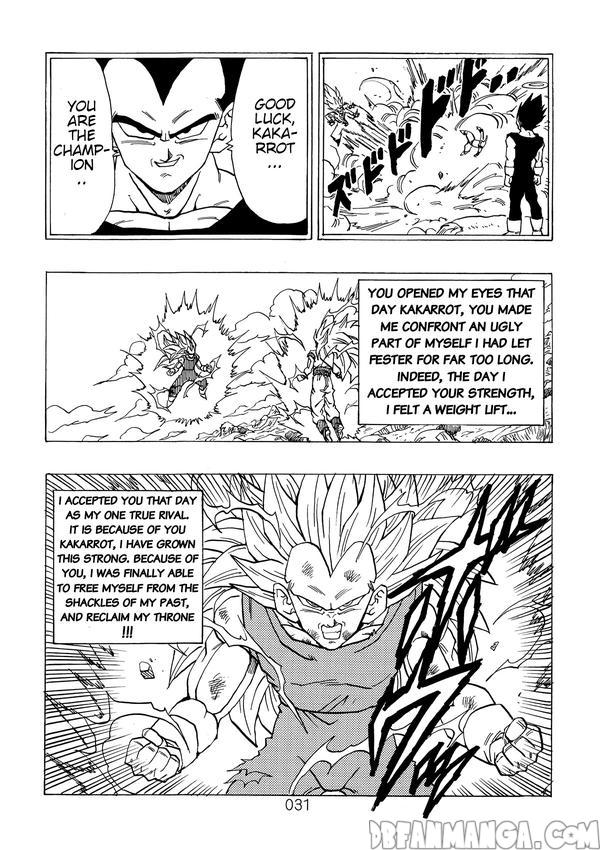 ズドドド
GOOD
LUCK,
KAKA-
RROT
...
YOU
ARE
THE
CHAMP-
ION
..
YOU OPENED MY EYES THAT
DAY KAKARROT, YOU MADE
ME CONFRONT AN UGLY
PART OF MYSELF I HAD LET
FESTER FOR FAR TOO LONG.
INDEED, THE DAY I
ACCEPTED YOUR STRENGTH,
I FELT A WEIGHT LIFT...
I ACCEPTED YOU THAT DAY
AS MY ONE TRUE RIVAL.
IT IS BECAUSE OF YOU
KAKARROT, I HAVE GROWN
THIS STRONG. BECAUSE OF
YOU, I WAS FINALLY ABLE
TO FREE MYSELF FROM THE
SHACKLES OF MY PAST,
AND RECLAIM MY THRONE
!!!
031
DBFANMANGA.COM